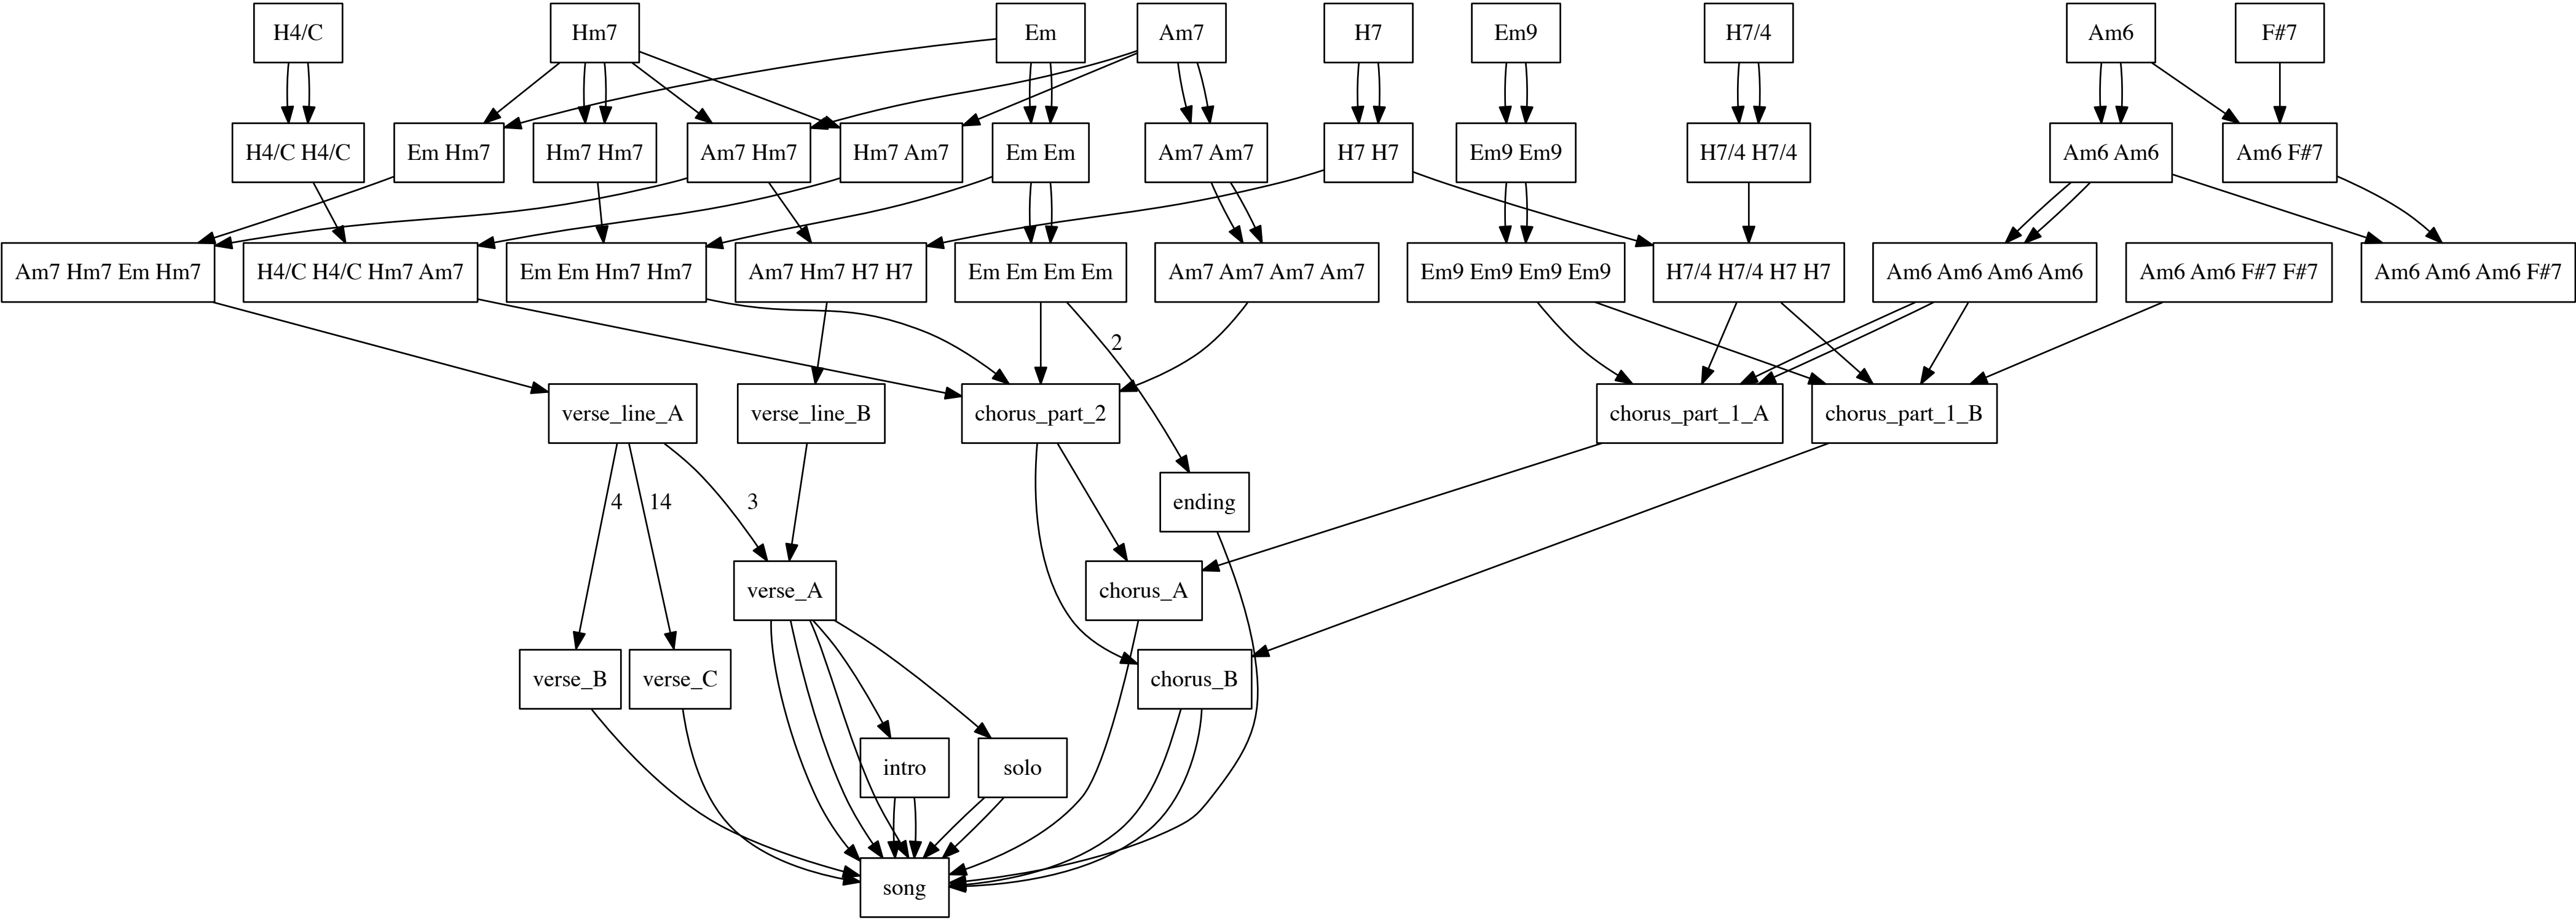 H4/C
Hm7
Em
Am7
H7
Em9
H7/4
Am6
F#7
H4/C H4/C
Em Hm7
Hm7 Hm7
Am7 Hm7
Hm7 Am7
Em Em
Am7 Am7
H7 H7
Em9 Em9
H7/4 H7/4
Am6 Am6
Am6 F#7
Am7 Hm7 Em Hm7
H4/C H4/C Hm7 Am7
Em Em Hm7 Hm7
Am7 Hm7 H7 H7
Em Em Em Em
Am7 Am7 Am7 Am7
Em9 Em9 Em9 Em9
H7/4 H7/4 H7 H7
Am6 Am6 Am6 Am6
Am6 Am6 F#7 F#7
Am6 Am6 Am6 F#7
2
verse_line_A
verse_line_B
chorus_part_2
chorus_part_1_A
chorus_part_1_B
4
14
3
ending
verse_A
chorus_A
verse_B
verse_C
chorus_B
intro
solo
song